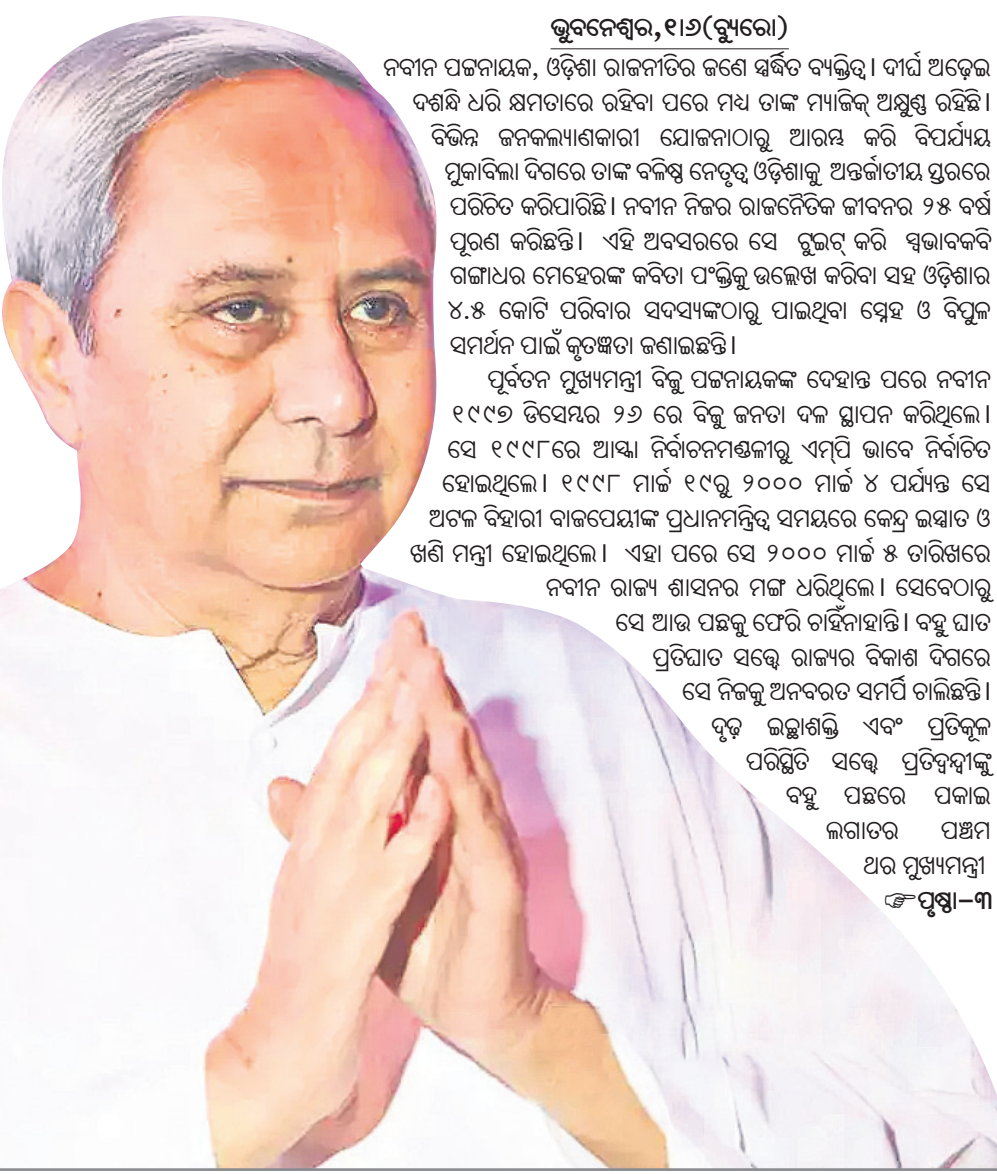 ଭୁବନେଶ୍ୱର,୧।୬(ବ୍ୟୁରୋ)
ନବୀନ ପଟ୍ଟନାୟକ, ଓଡ଼ିଶା ରାଜନୀତିର ଜଣେ ସ୍ପର୍ଦ୍ଧିତ ବ୍ୟକ୍ତିତ୍ୱ। ଦୀର୍ଘ ଅଢ଼େଇ
ଦଶନ୍ଧି ଧରି କ୍ଷମତାରେ ରହିବା ପରେ ମଧ୍ୟ ତାଙ୍କ ମ୍ୟାଜିକ୍ ଅକ୍ଷୁଣ୍ଣ ରହିଛି।
ବିଭିନ୍ନ ଜନକଲ୍ୟାଣକାରୀ ଯୋଜନାଠାରୁ ଆରମ୍ଭ କରି ବିପର୍ଯ୍ୟୟ
ମୁକାବିଲା ଦିଗରେ ତାଙ୍କ ବଳିଷ୍ଠ ନେତୃତ୍ୱ ଓଡ଼ିଶାକୁ ଅନ୍ତର୍ଜାତୀୟ ସ୍ତରରେ
ପରିଚିତ କରିପାରିଛି। ନବୀନ ନିଜର ରାଜନୈତିକ ଜୀବନର ୨୫ ବର୍ଷ
ପୂରଣ କରିଛନ୍ତି। ଏହି ଅବସରରେ ସେ ଟୁଇଟ୍ କରି ସ୍ୱଭାବକବି
ଗଙ୍ଗାଧର ମେହେରଙ୍କ କବିତା ପଂକ୍ତିକୁ ଉଲ୍ଲେଖ କରିବା ସହ ଓଡ଼ିଶାର
୪.୫ କୋଟି ପରିବାର ସଦସ୍ୟଙ୍କଠାରୁ ପାଇଥିବା ସ୍ନେହ ଓ ବିପୁଳ
ସମର୍ଥନ ପାଇଁ କୃତଜ୍ଞତା ଜଣାଇଛନ୍ତି।
ପୂର୍ବତନ ମୁଖ୍ୟମନ୍ତ୍ରୀ ବିଜୁ ପଟ୍ଟନାୟକଙ୍କ ଦେହାନ୍ତ ପରେ ନବୀନ
୧୯୯୭ ଡିସେମ୍ବର ୨୬ ରେ ବିଜୁ ଜନତା ଦଳ ସ୍ଥାପନ କରିଥିଲେ।
ସେ ୧୯୯୮ରେ ଆସ୍କା ନିର୍ବାଚନମଣ୍ଡଳୀରୁ ଏମ୍‌ପି ଭାବେ ନିର୍ବାଚିତ
ହୋଇଥିଲେ। ୧୯୯୮ ମାର୍ଚ୍ଚ ୧୯ରୁ ୨୦୦୦ ମାର୍ଚ୍ଚ ୪ ପର୍ଯ୍ୟନ୍ତ ସେ
ଅଟଳ ବିହାରୀ ବାଜପେୟୀଙ୍କ ପ୍ରଧାନମନ୍ତ୍ରିତ୍ୱ ସମୟରେ କେନ୍ଦ୍ର ଇସ୍ପାତ ଓ
ଖଣି ମନ୍ତ୍ରୀ ହୋଇଥିଲେ। ଏହା ପରେ ସେ ୨୦୦୦ ମାର୍ଚ୍ଚ ୫ ତାରିଖରେ
ନବୀନ ରାଜ୍ୟ ଶାସନର ମଙ୍ଗ ଧରିଥିଲେ। ସେବେଠାରୁ
ସେ ଆଉ ପଛକୁ ଫେରି ଚାହିଁନାହାନ୍ତି। ବହୁ ଘାତ
ପ୍ରତିଘାତ ସତ୍ତ୍ୱେ ରାଜ୍ୟର ବିକାଶ ଦିଗରେ
ସେ ନିଜକୁ ଅନବରତ ସମର୍ପି ଚାଲିଛନ୍ତି।
ଦୃଢ଼ ଇଚ୍ଛାଶକ୍ତି ଏବଂ ପ୍ରତିକୂଳ
ପରିସ୍ଥିତି ସତ୍ତ୍ୱେ ପ୍ରତିଦ୍ୱନ୍ଦ୍ୱୀଙ୍କୁ
ବହୁ ପଛରେ ପକାଇ
ଲଗାତର ପଞ୍ଚମ
ଥର ମୁଖ୍ୟମନ୍ତ୍ରୀ
☞ପୃଷ୍ଠା–୩